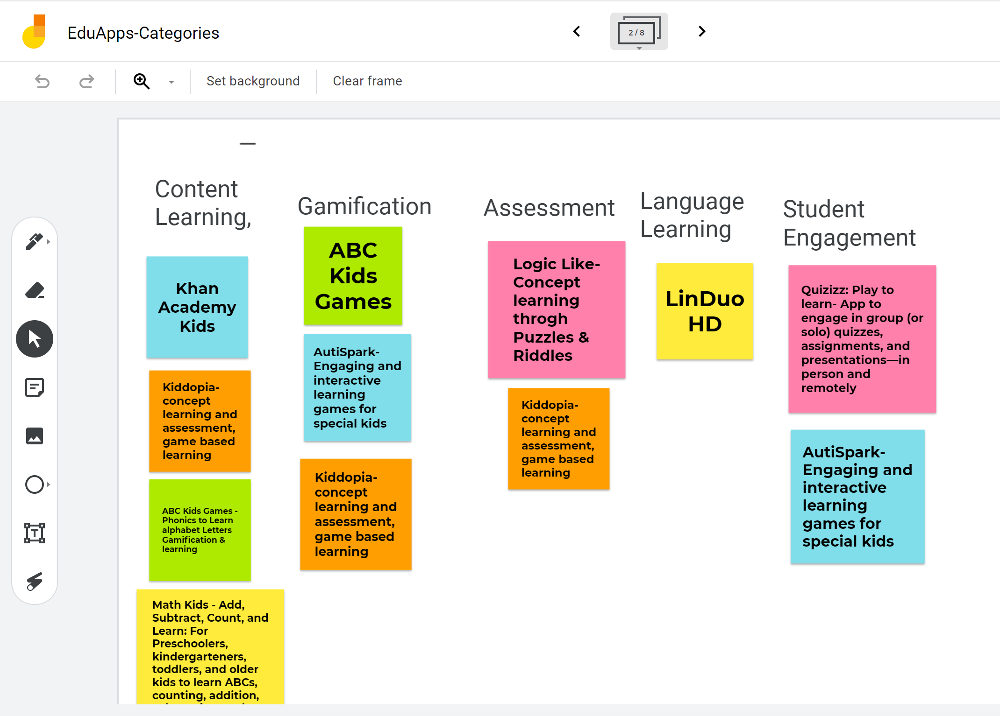 EduApps-Categories
2 / 8
Set background
Clear frame
Content
Learning,
Khan
Academy
Kids
Kiddopia-
concept
learning and
assessment,
game based
learning
ABC Kids Games -
Phonics to Learn
alphabet Letters
Gamification &
learning
Math Kids - Add,
Subtract, Count, and
Learn: For
Preschoolers,
kindergarteners,
toddlers, and older
kids to learn ABCs,
counting, addition,
Gamification
ABC
Kids
Games
AutiSpark-
Engaging and
interactive
learning
games for
special kids
Kiddopia-
concept
learning and
assessment,
game based
learning
Assessment
Logic Like-
Concept
learning
throgh
Puzzles &
Riddles
Kiddopia-
concept
learning and
assessment,
game based
learning
Language
Learning
LinDuo
HD
Student
Engagement
Quizizz: Play to
learn- App to
engage in group (or
solo) quizzes,
assignments, and
presentations—in
person and
remotely
AutiSpark-
Engaging and
interactive
learning
games for
special kids